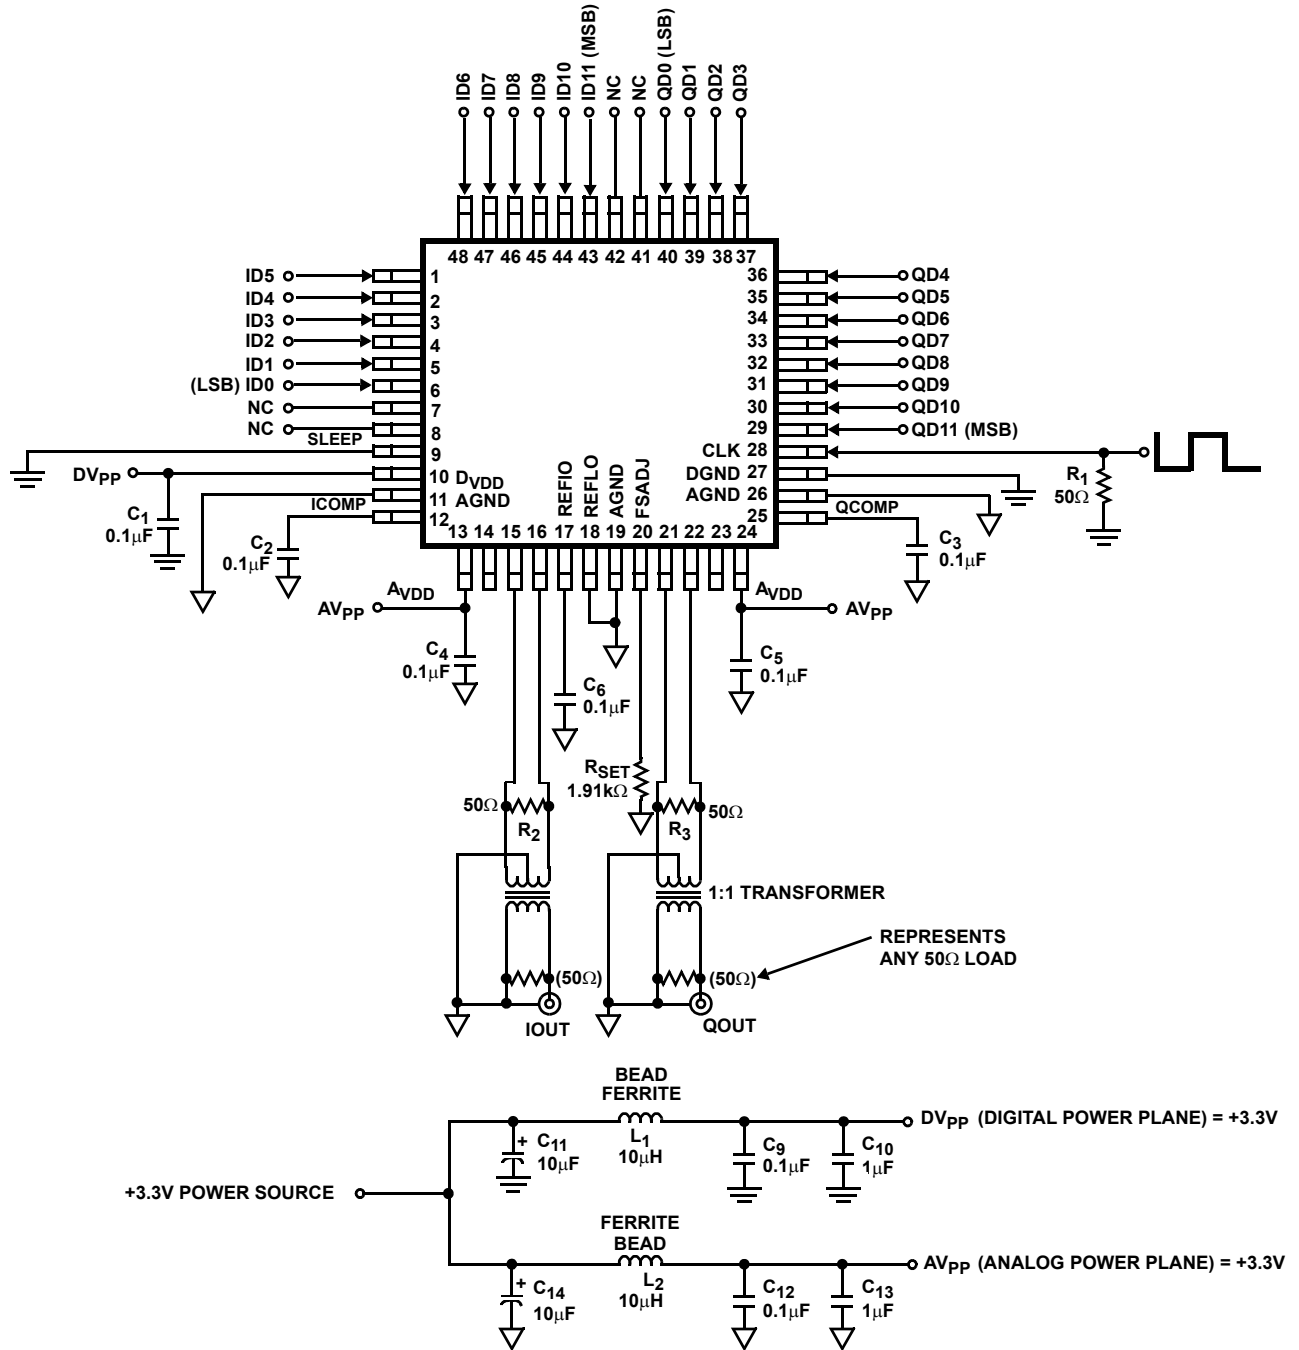 ID6
ID7
ID8
ID9
ID10
ID11 (MSB)
NC
NC
QD0 (LSB)
QD1
QD2
QD3
48 47 46 45 44 43 42 41 40 39 38 37
ID5
ID4
ID3
ID2
ID1
(LSB) ID0
NC
NC
SLEEP
DVPP
ICOMP
1
2
3
4
5
6
7
8
9
10 DVDD
11 AGND
12
36
35
34
33
32
31
30
29
CLK 28
DGND 27
AGND 26
25
QD4
QD5
QD6
QD7
QD8
QD9
QD10
QD11 (MSB)
QCOMP
R1
50Ω
REFIO
REFLO
AGND
FSADJ
13 14 15 16 17 18 19 20 21 22 23 24
C1
0.1μF
C2
0.1μF
C3
0.1μF
AVDD
AVPP
AVDD
AVPP
C4
0.1μF
C6
0.1μF
C5
0.1μF
RSET
1.91kΩ
50Ω
R2
R3
50Ω
1:1 TRANSFORMER
REPRESENTS
ANY 50Ω LOAD
(50Ω)
(50Ω)
IOUT
QOUT
BEAD
FERRITE
L1
10μH
+ C11
10μF
C9
0.1μF
C10
1μF
DVPP (DIGITAL POWER PLANE) = +3.3V
+3.3V POWER SOURCE
FERRITE
BEAD
L2
10μH
+ C14
10μF
C12
0.1μF
C13
1μF
AVPP (ANALOG POWER PLANE) = +3.3V